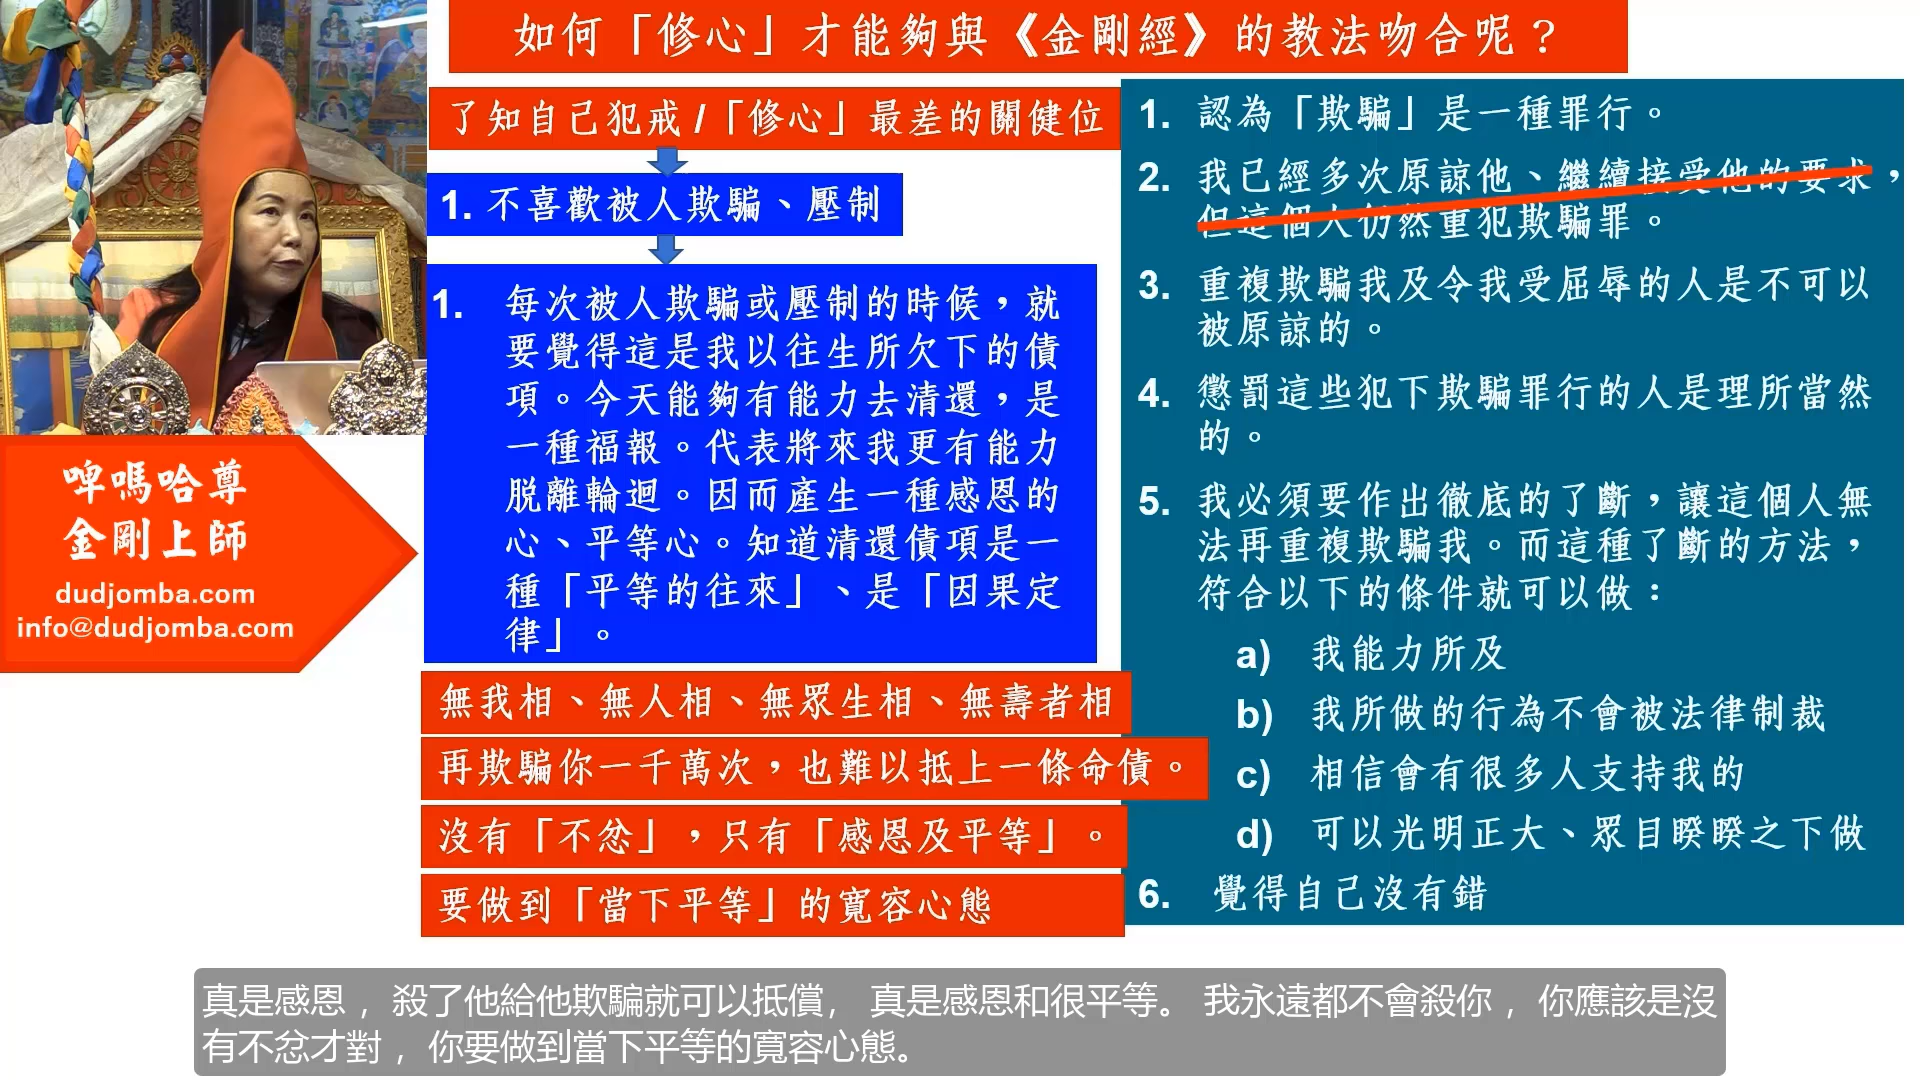 如何「修心」才能夠與《金剛經》的教法吻合呢？
了知自己犯戒/「修心」最差的關健位
1. 不喜歡被人欺騙、壓制
1. 每次被人欺騙或壓制的時候，就
要覺得這是我以往生所欠下的債
項。今天能夠有能力去清還，是
一種福報。代表將來我更有能力
脫離輪迴。因而產生一種感恩的
心、平等心。知道清還債項是一
種「平等的往來」、是「因果定
律」。
無我相、無人相、無眾生相、無壽者相
再欺騙你一千萬次，也難以抵上一條命債。
沒有「不忿」，只有「感恩及平等」。
要做到「當下平等」的寬容心態
1. 認為「欺騙」是一種罪行。
2. 我已經多次原諒他、繼續接受他的要求，
但這個人仍然重犯欺騙罪。
3. 重複欺騙我及令我受屈辱的人是不可以
被原諒的。
4. 懲罰這些犯下欺騙罪行的人是理所當然
的。
5. 我必須要作出徹底的了斷，讓這個人無
法再重複欺騙我。而這種了斷的方法，
符合以下的條件就可以做：
a) 我能力所及
b) 我所做的行為不會被法律制裁
c) 相信會有很多人支持我的
d) 可以光明正大、眾目睽睽之下做
6. 覺得自己沒有錯
啤嗎哈尊
金剛上師
dudjomba.com
info@dudjomba.com
真是感恩， 殺了他給他欺騙就可以抵償， 真是感恩和很平等。 我永遠都不會殺你， 你應該是沒
有不忿才對， 你要做到當下平等的寬容心態。